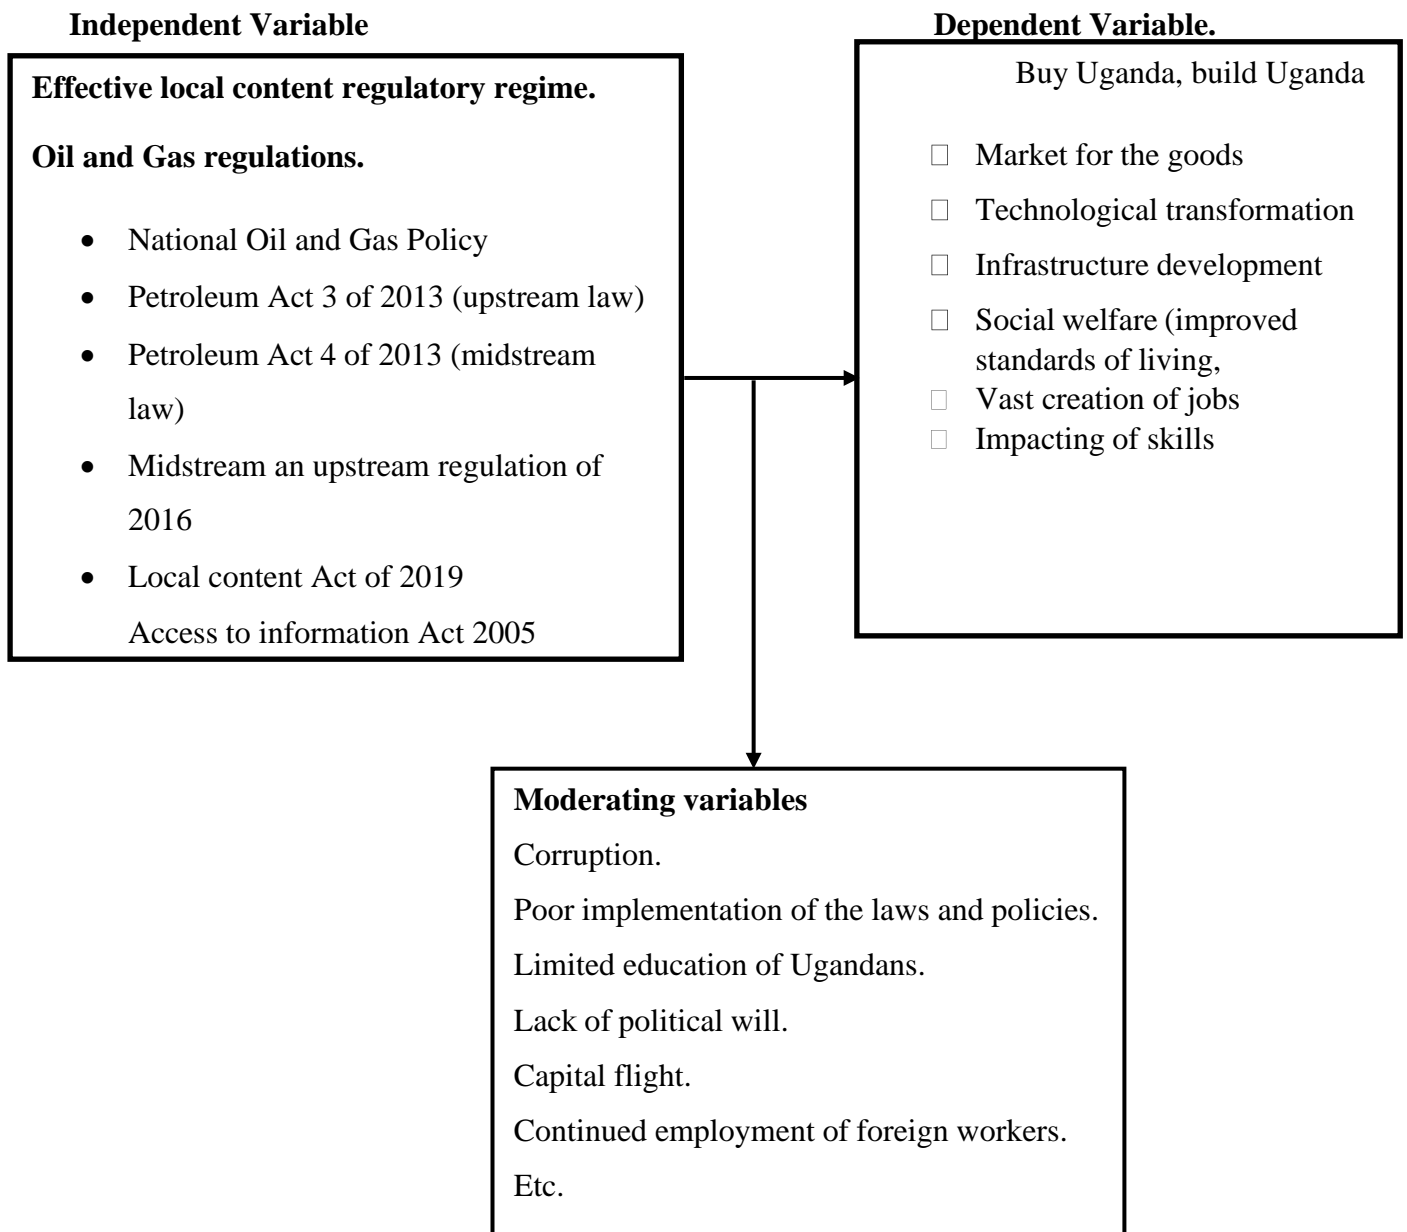 Independent Variable
Effective local content regulatory regime.
Oil and Gas regulations.
• National Oil and Gas Policy
• Petroleum Act 3 of 2013 (upstream law)
• Petroleum Act 4 of 2013 (midstream
law)
• Midstream an upstream regulation of
2016
• Local content Act of 2019
Access to information Act 2005
Dependent Variable.
Buy Uganda, build Uganda
□ Market for the goods
□ Technological transformation
□ Infrastructure development
□ Social welfare (improved
standards of living,
□ Vast creation of jobs
□ Impacting of skills
Moderating variables
Corruption.
Poor implementation of the laws and policies.
Limited education of Ugandans.
Lack of political will.
Capital flight.
Continued employment of foreign workers.
Etc.